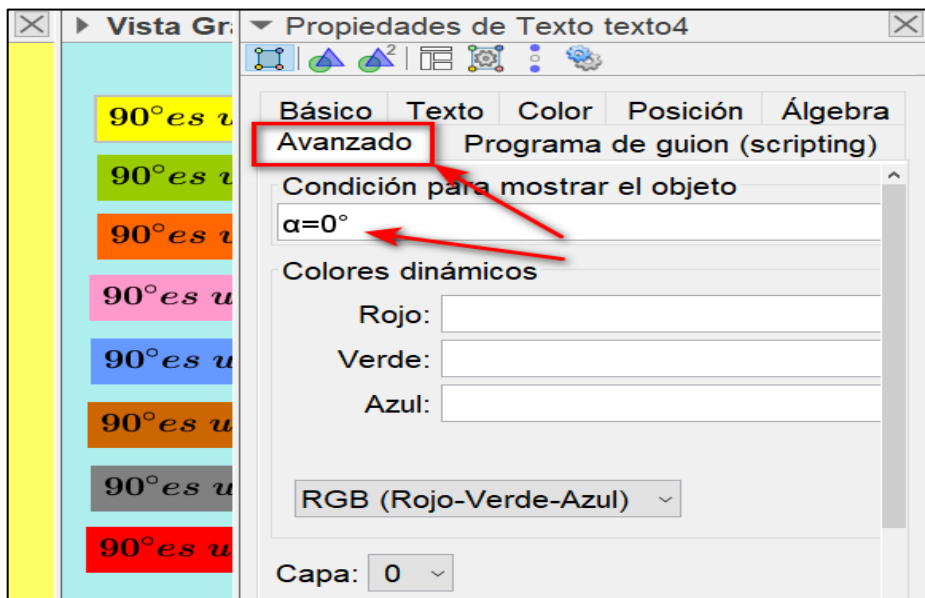 Vista Gr
Propiedades de Texto texto4
Básico Texto Color Posición Álgebra
Avanzado Programa de guion (scripting)
Condición para mostrar el objeto
α=0°
Colores dinámicos
Rojo:
Verde:
Azul:
RGB (Rojo-Verde-Azul)
Capa: 0
90°es u
90°es u
90°es u
90°es u
90°es u
90°es u
90°es u
90°es u